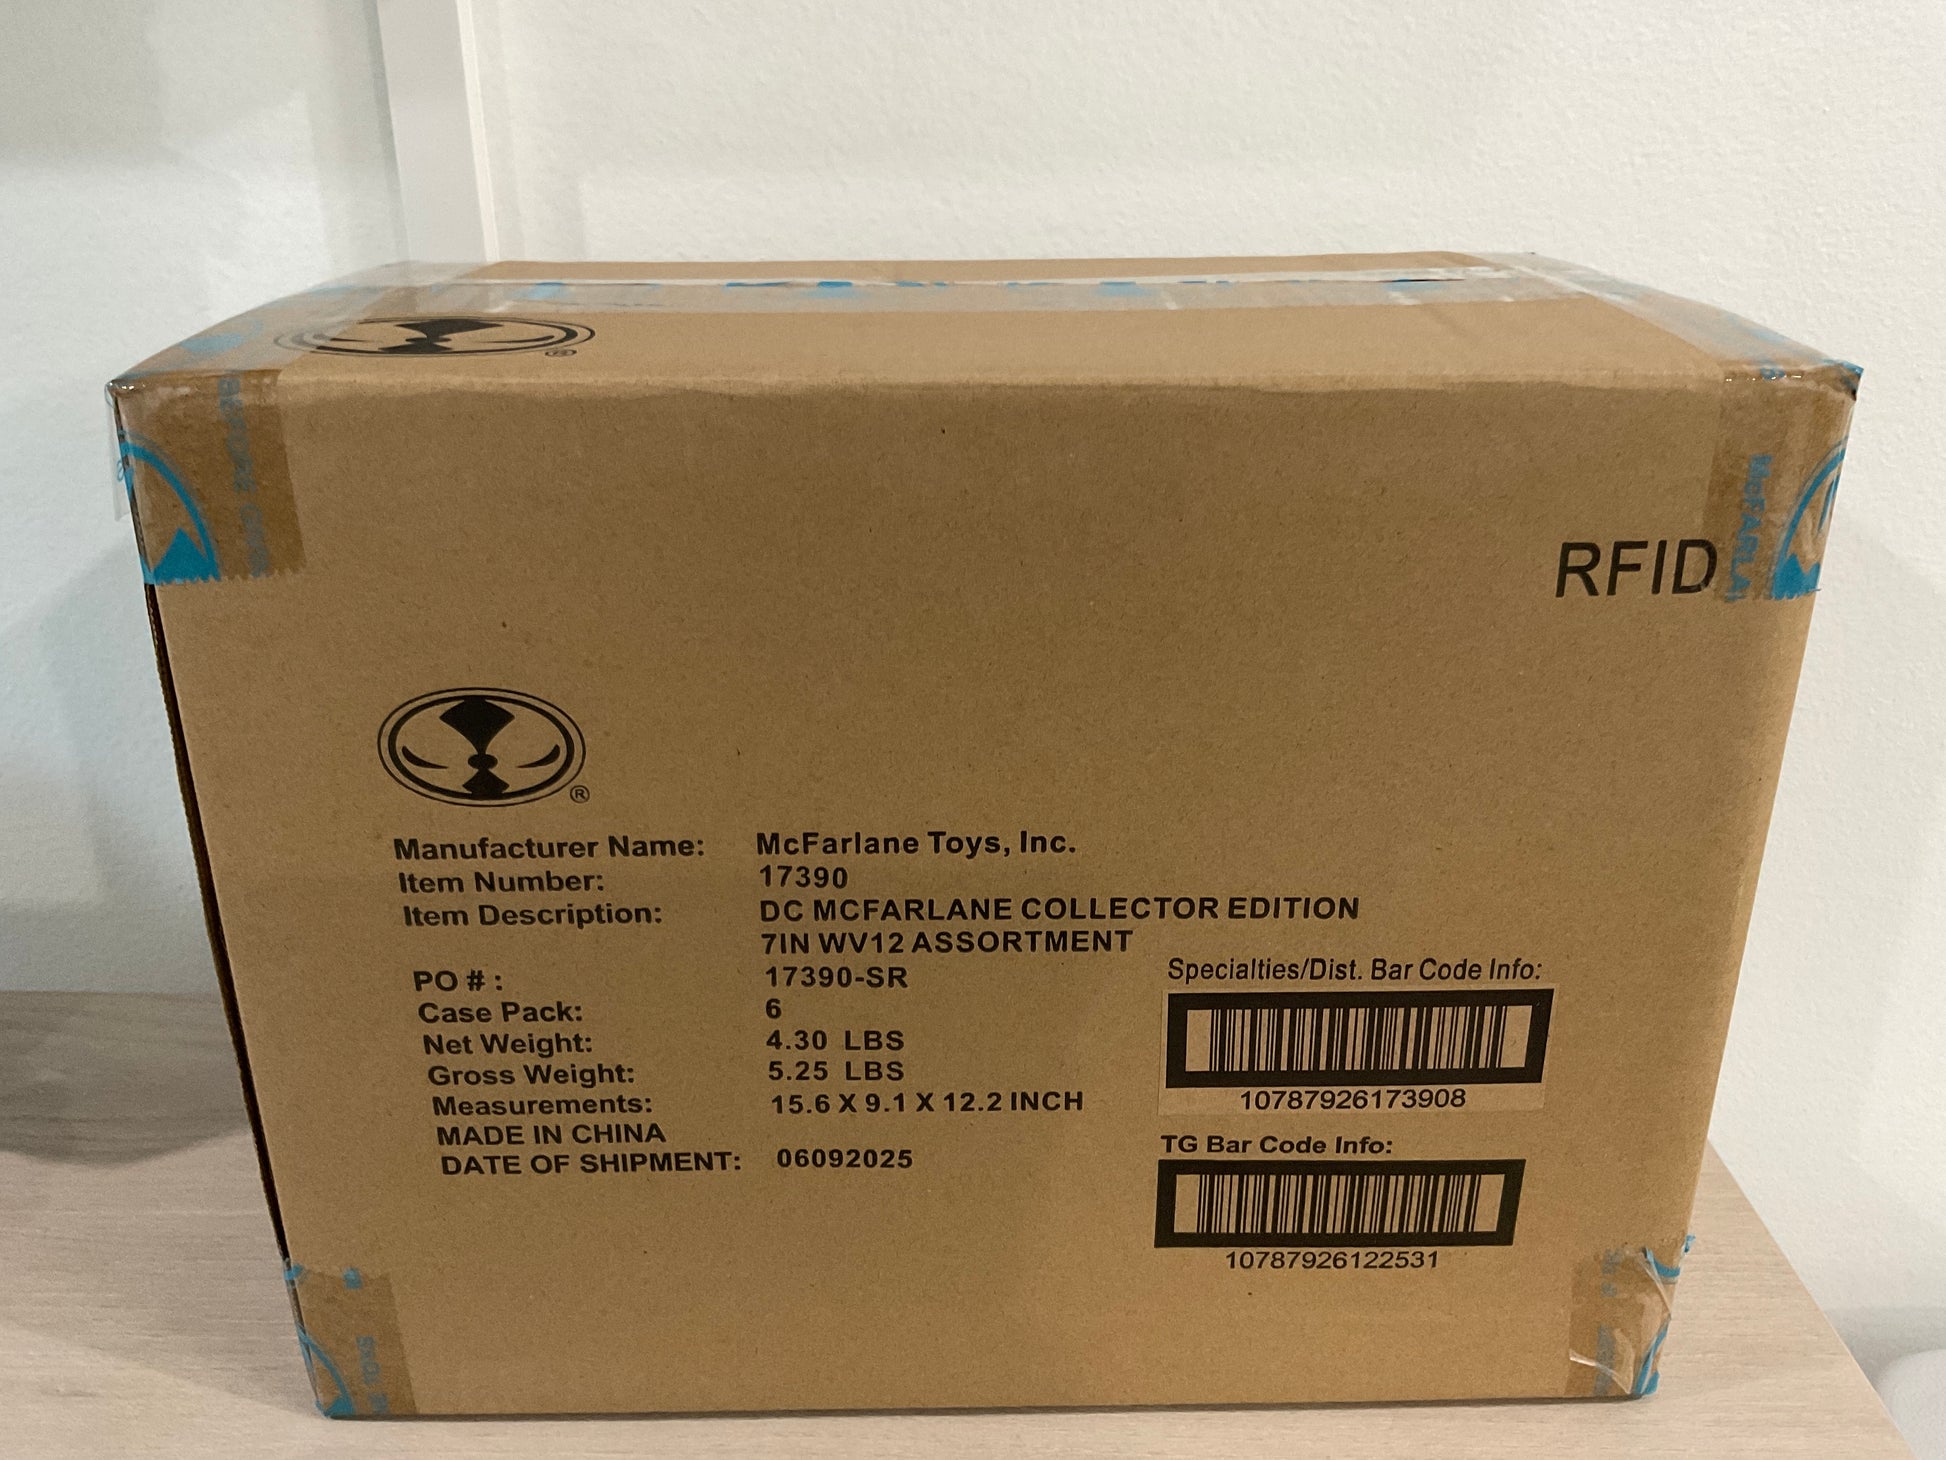 RFID
McFARLA
®
®
Manufacturer Name: McFarlane Toys, Inc.
Item Number: 17390
Item Description: DC MCFARLANE COLLECTOR EDITION
7IN WV12 ASSORTMENT
PO # : 17390-SR
Case Pack: 6
Net Weight: 4.30 LBS
Gross Weight: 5.25 LBS
Measurements: 15.6 X 9.1 X 12.2 INCH
MADE IN CHINA
DATE OF SHIPMENT: 06092025
Specialties/Dist. Bar Code Info:
10787926173908
TG Bar Code Info:
10787926122531